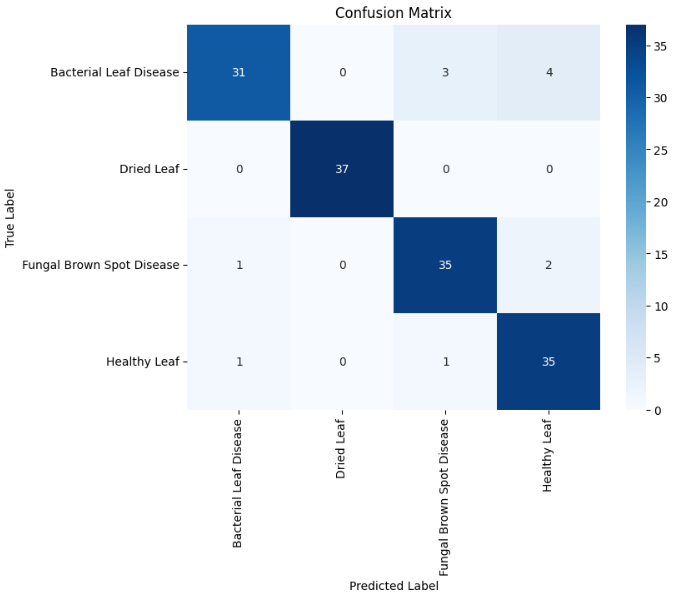 Confusion Matrix
True Label
Bacterial Leaf Disease 31 0 3 4
Dried Leaf 0 37 0 0
Fungal Brown Spot Disease 1 0 35 2
Healthy Leaf 1 0 1 35
Bacterial Leaf Disease
Dried Leaf
Fungal Brown Spot Disease
Healthy Leaf
Predicted Label
35
30
25
20
15
10
5
0